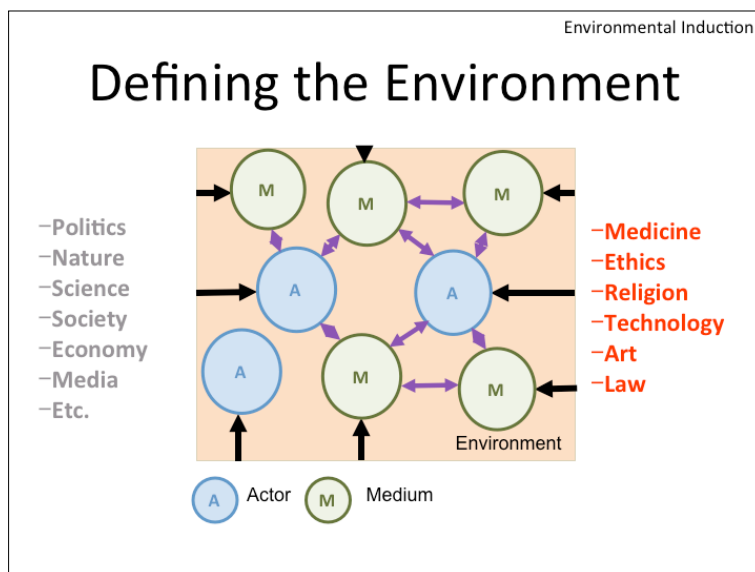 Environmental Induction
Defining the Environment
M
M
M
–Politics
–Nature
–Science
–Society
–Economy
–Media
–Etc.
A
A
A
M
M
Environment
–Medicine
–Ethics
–Religion
–Technology
–Art
–Law
A Actor
M Medium